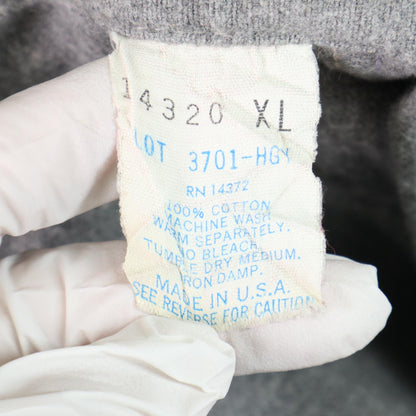 14320 XL
LOT 3701-HGY
RN 14372
100% COTTON
MACHINE WASH
WARM SEPARATELY.
NO BLEACH.
TUMBLE DRY MEDIUM.
IRON DAMP.
MADE IN U.S.A.
SEE REVERSE FOR CAUTION